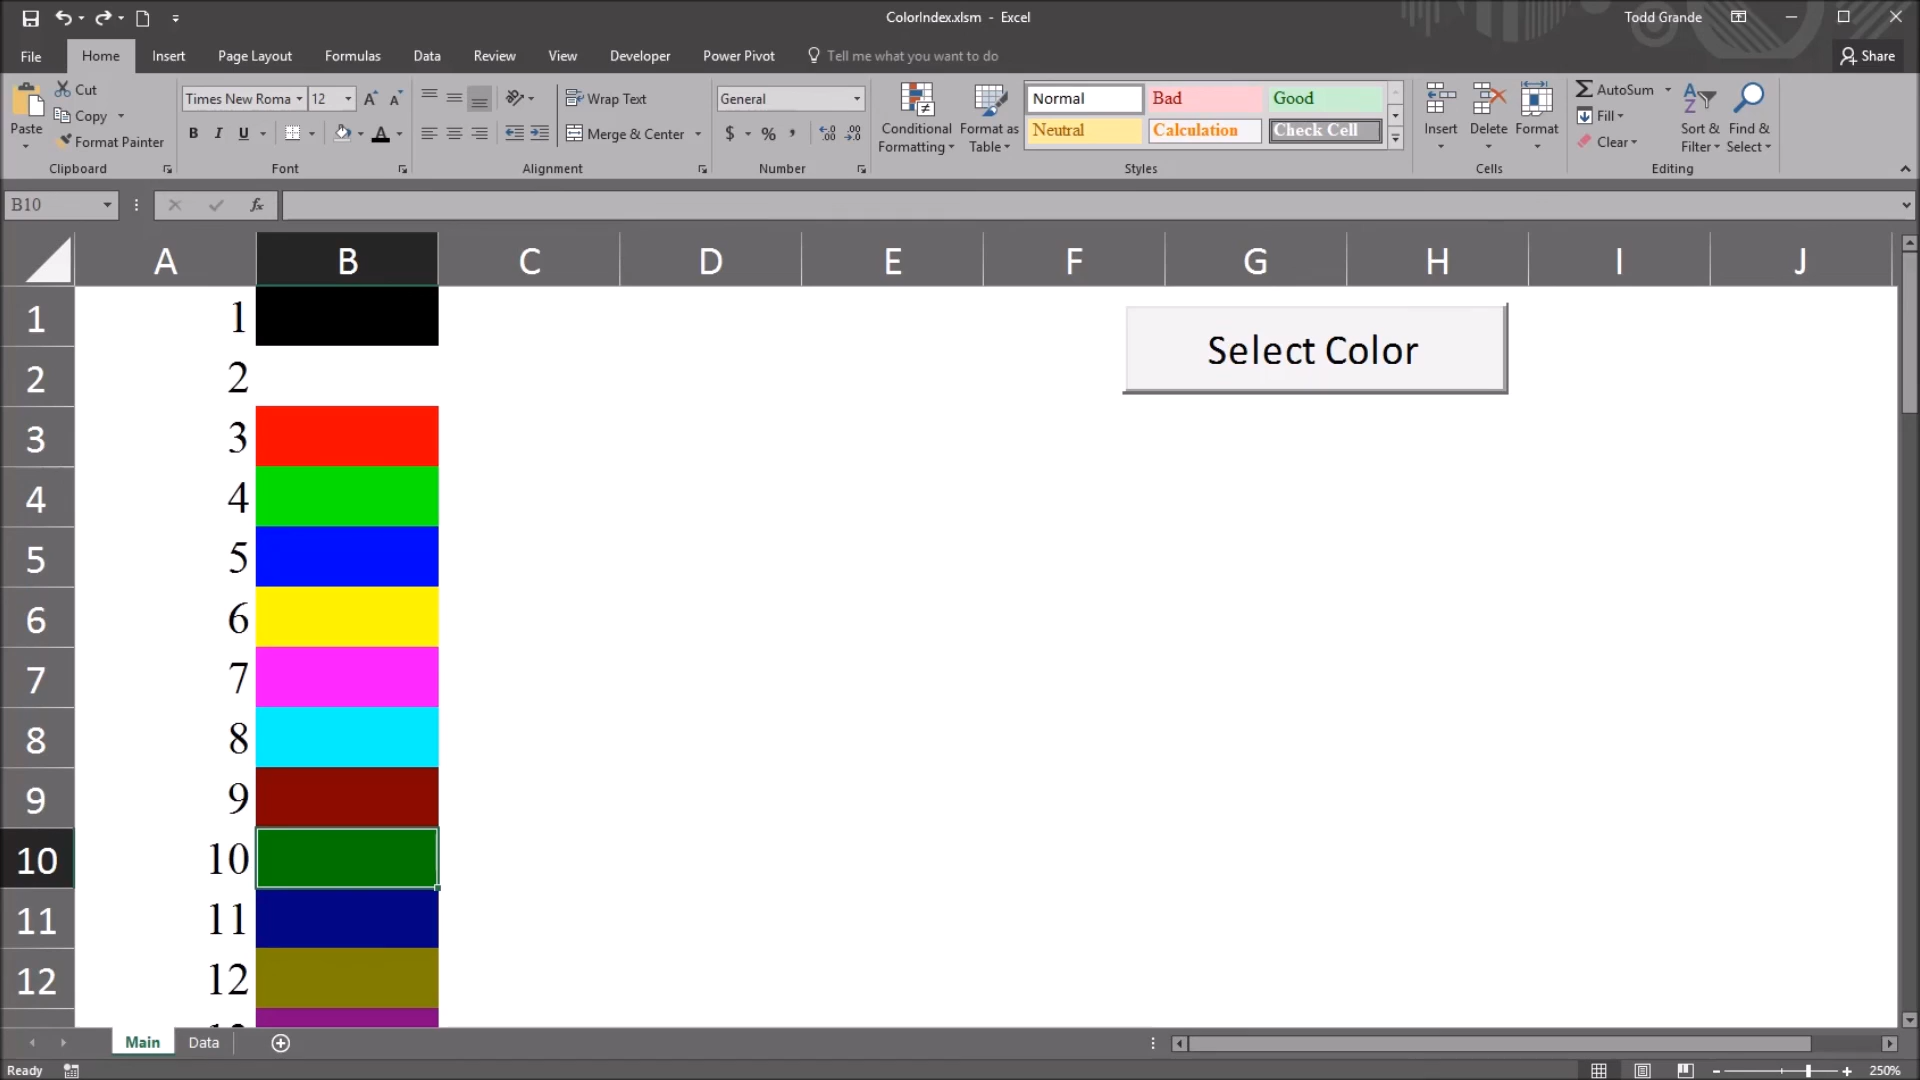 ColorIndex.xlsm - Excel
Todd Grande
File Home Insert Page Layout Formulas Data Review View Developer Power Pivot Tell me what you want to do Share
Paste
Cut
Copy
Format Painter
Clipboard
Times New Roma 12
B I U
Font
Wrap Text
Merge & Center
Alignment
General
$ % ,
Number
Conditional Formatting
Format as Table
Normal Bad Good
Neutral Calculation Check Cell
Styles
Insert Delete Format
Cells
AutoSum
Fill
Clear
Sort & Filter
Find & Select
Editing
B10 fx
A B C D E F G H I J
1 1
2 2
3 3
4 4
5 5
6 6
7 7
8 8
9 9
10 10
11 11
12 12
Select Color
Main Data
Ready
250%